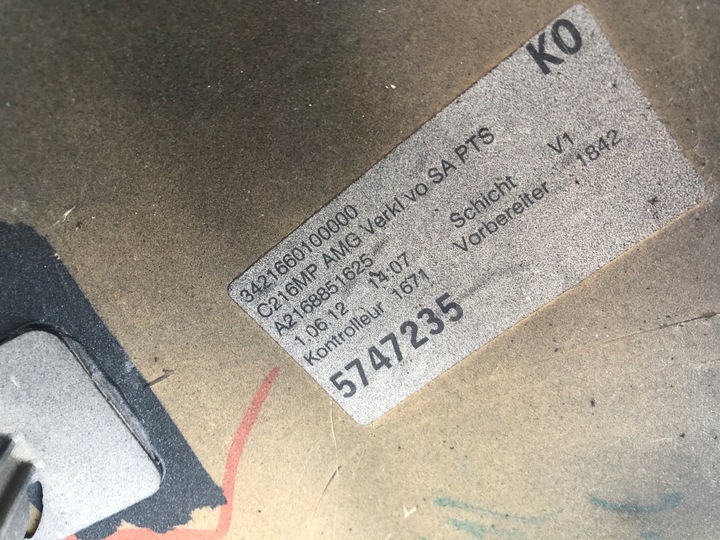 KO
3421660100000
C216MP AMG Verkl vo SA PTS
A2168851625
1.06.12 14:07 Schicht V1
Kontrolleur 1671 Vorbereiter 1842
5747235